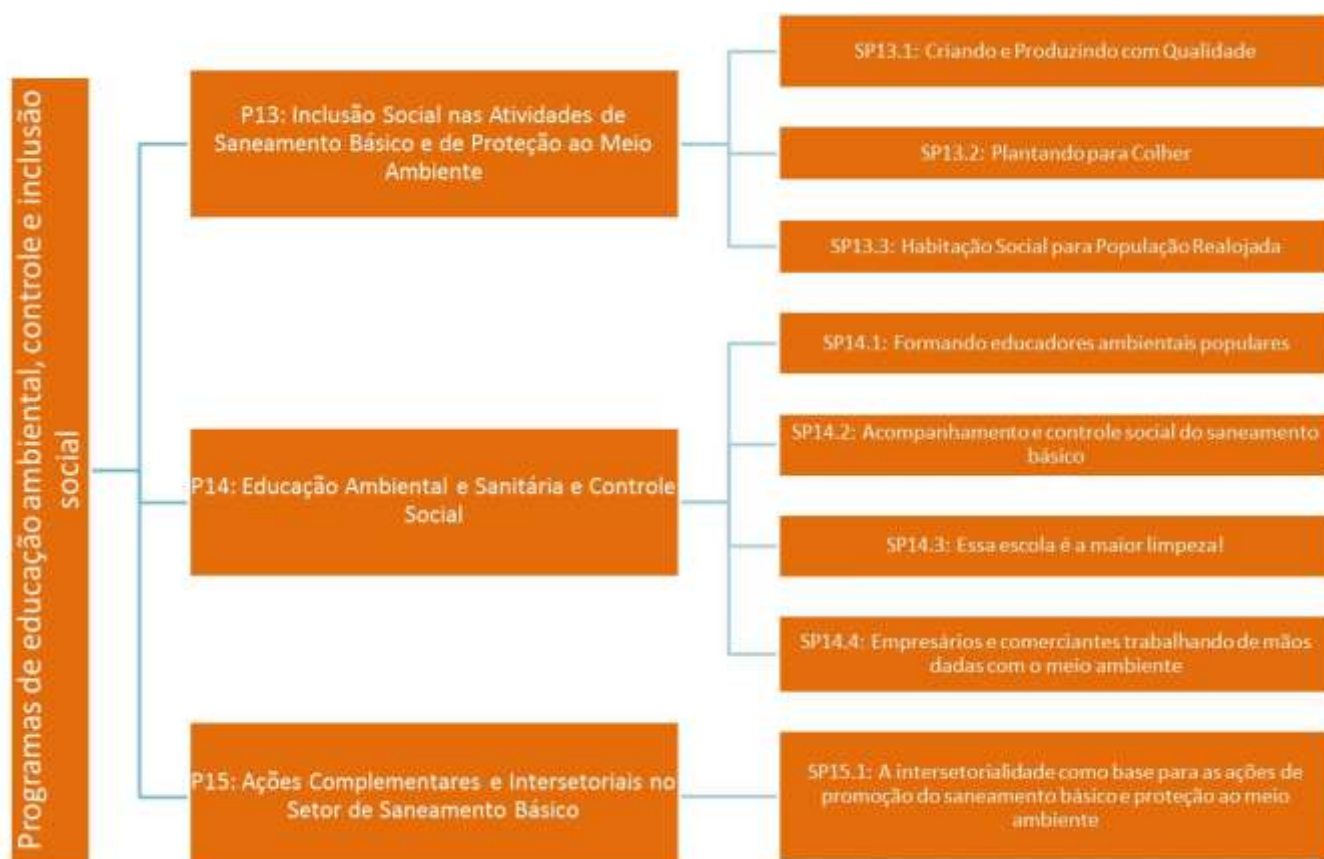 Programas de educação ambiental, controle e inclusão
social
P13: Inclusão Social nas Atividades de
Saneamento Básico e de Proteção ao Meio
Ambiente
SP13.1: Criando e Produzindo com Qualidade
SP13.2: Plantando para Colher
SP13.3: Habitação Social para População Realojada
P14: Educação Ambiental e Sanitária e Controle
Social
SP14.1: Formando educadores ambientais populares
SP14.2: Acompanhamento e controle social do saneamento
básico
SP14.3: Essa escola é a maior limpeza!
SP14.4: Empresários e comerciantes trabalhando de mãos
dadas com o meio ambiente
P15: Ações Complementares e Intersetoriais no
Setor de Saneamento Básico
SP15.1: A intersetorialidade como base para as ações de
promoção do saneamento básico e proteção ao meio
ambiente